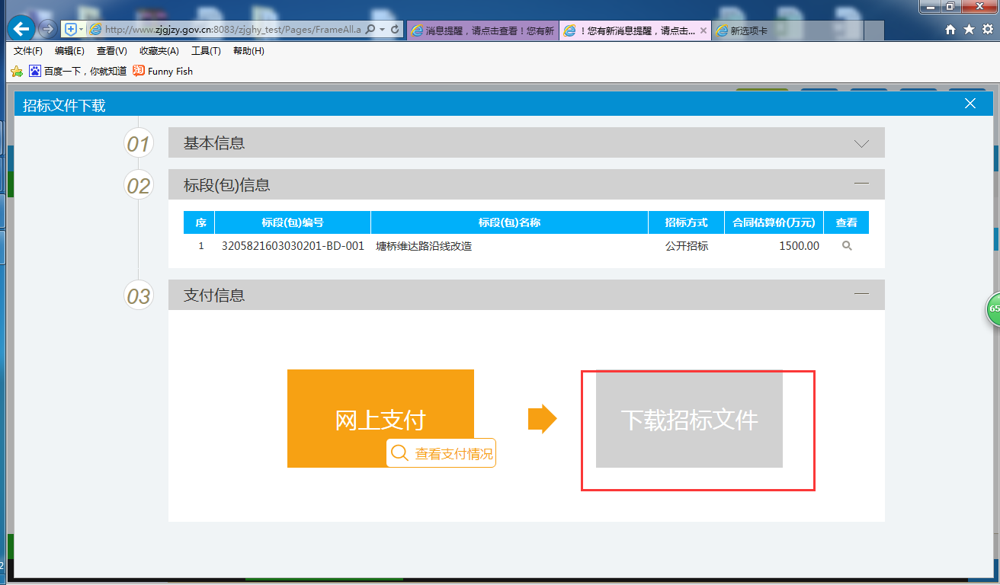 http://www.zjgjzy.gov.cn:8083/zjghy_test/Pages/FrameAll.a
消息提醒，请点击查看！您有新
！您有新消息提醒，请点击...
新选项卡
文件(F) 编辑(E) 查看(V) 收藏夹(A) 工具(T) 帮助(H)
百度一下，你就知道 淘 Funny Fish
招标文件下载
01 基本信息
02 标段(包)信息
序 标段(包)编号 标段(包)名称 招标方式 合同估算价(万元) 查看
1 3205821603030201-BD-001 塘桥维达路沿线改造 公开招标 1500.00
03 支付信息
65
网上支付
下载招标文件
查看支付情况
2